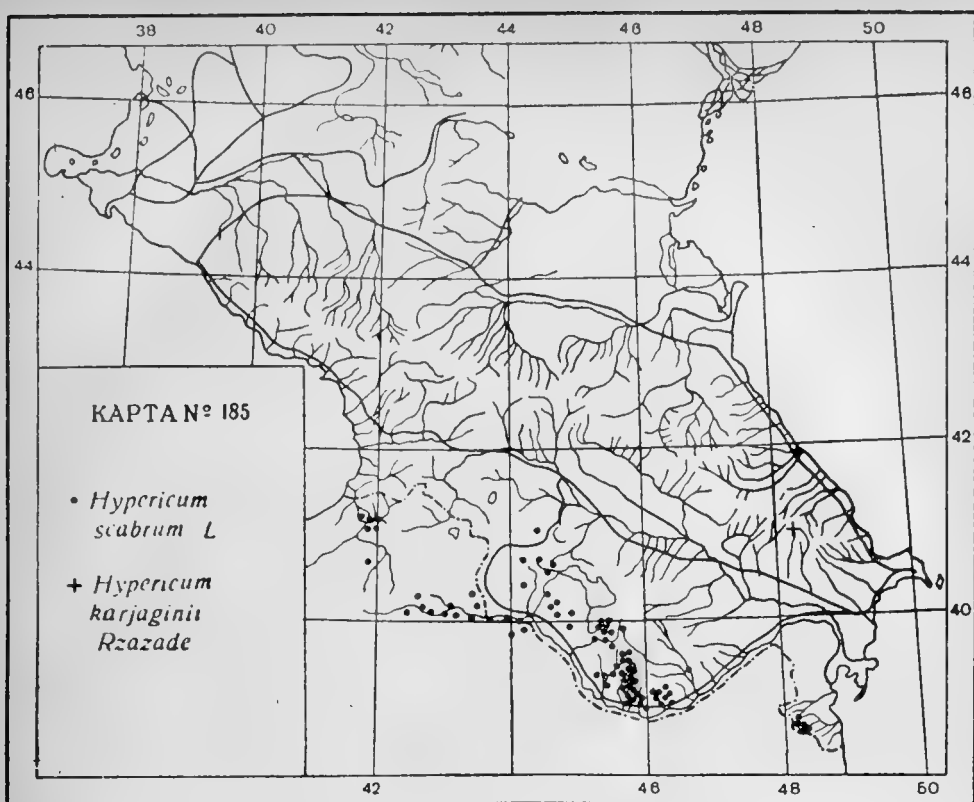 38 40 42 44 46 48 50
46 46
44 44
КАРТА № 185
42
• Hypericum
scabrum L
+ Hypericum
karjaginii
Rzazade
40
42 44 46 48 50